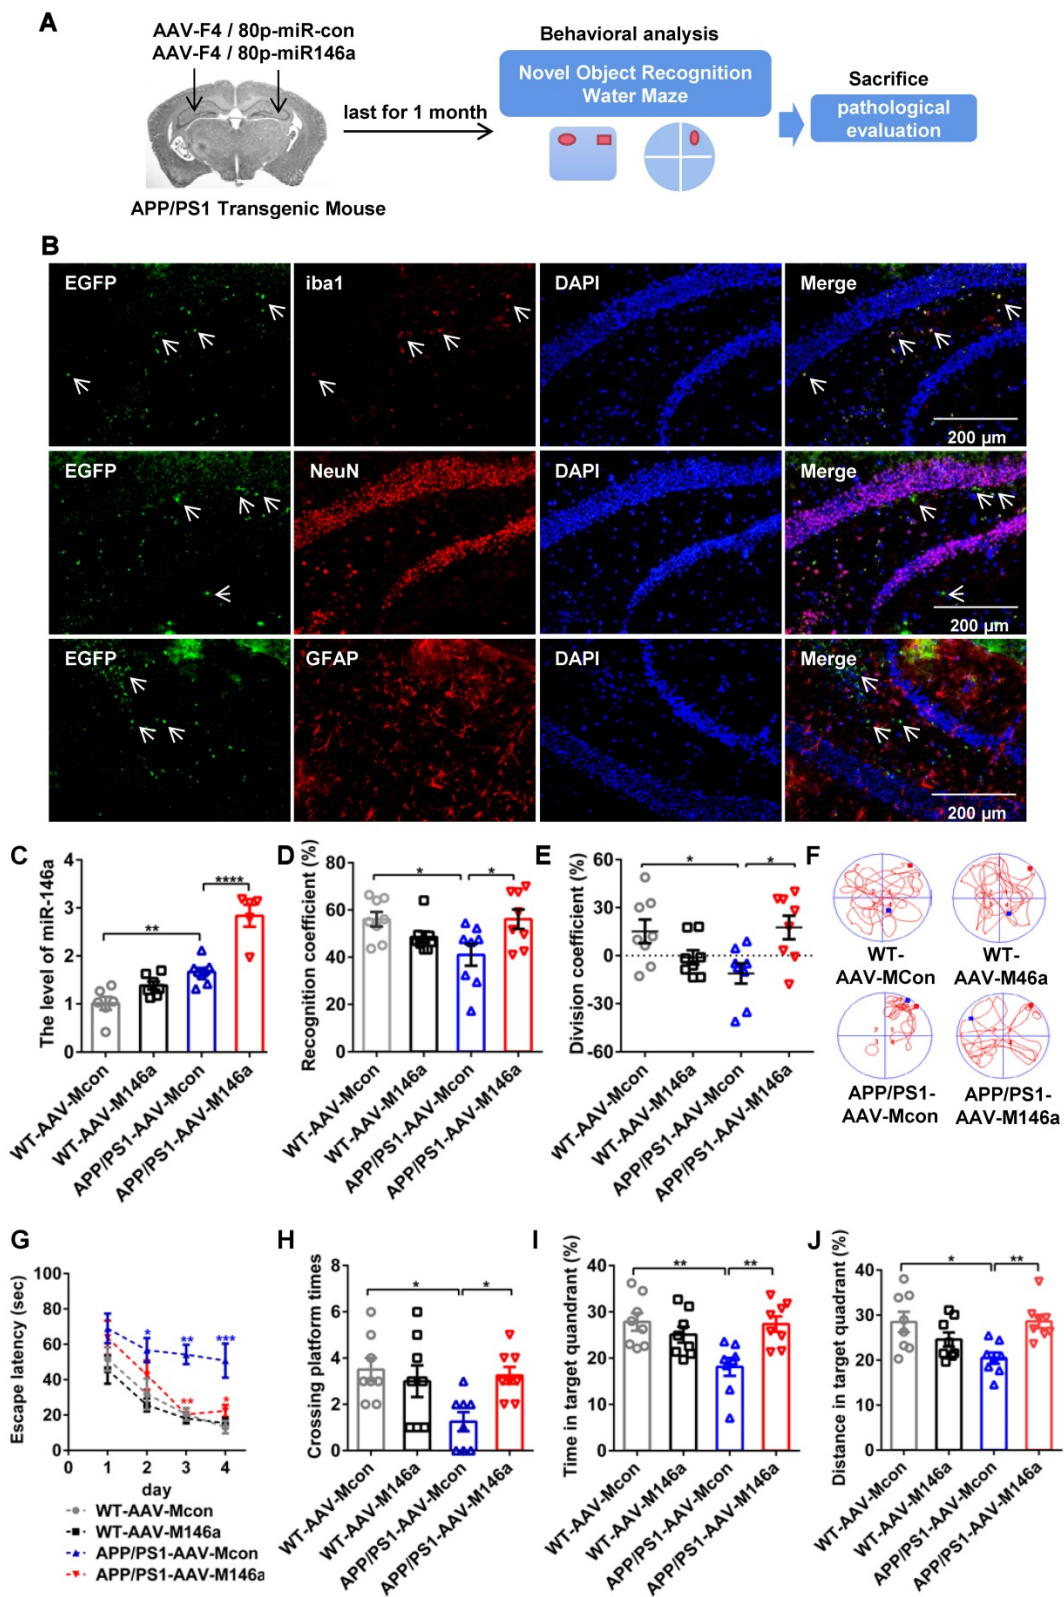 A
AAV-F4 / 80p-miR-con
AAV-F4 / 80p-miR146a
last for 1 month
APP/PS1 Transgenic Mouse
Behavioral analysis
Novel Object Recognition
Water Maze
Sacrifice
pathological
evaluation
B
EGFP
iba1
DAPI
Merge
200 µm
EGFP
NeuN
DAPI
Merge
200 µm
EGFP
GFAP
DAPI
Merge
200 µm
C
The level of miR-146a
4
3
2
1
0
**
****
WT-AAV-Mcon
WT-AAV-M146a
APP/PS1-AAV-Mcon
APP/PS1-AAV-M146a
D
Recognition coefficient (%)
80
60
40
20
0
*
*
WT-AAV-Mcon
WT-AAV-M146a
APP/PS1-AAV-Mcon
APP/PS1-AAV-M146a
E
Division coefficient (%)
60
30
0
-30
-60
*
*
WT-AAV-Mcon
WT-AAV-M146a
APP/PS1-AAV-Mcon
APP/PS1-AAV-M146a
F
WT-
AAV-MCon
WT-
AAV-M46a
APP/PS1-
AAV-Mcon
APP/PS1-
AAV-M146a
G
Escape latency (sec)
100
80
60
40
20
0
*
**
***
**
*
0 1 2 3 4
day
WT-AAV-Mcon
WT-AAV-M146a
APP/PS1-AAV-Mcon
APP/PS1-AAV-M146a
H
Crossing platform times
8
6
4
2
0
*
*
WT-AAV-Mcon
WT-AAV-M146a
APP/PS1-AAV-Mcon
APP/PS1-AAV-M146a
I
Time in target quandrant (%)
40
30
20
10
0
**
**
WT-AAV-Mcon
WT-AAV-M146a
APP/PS1-AAV-Mcon
APP/PS1-AAV-M146a
J
Distance in target quadrant (%)
40
30
20
10
0
*
**
WT-AAV-Mcon
WT-AAV-M146a
APP/PS1-AAV-Mcon
APP/PS1-AAV-M146a